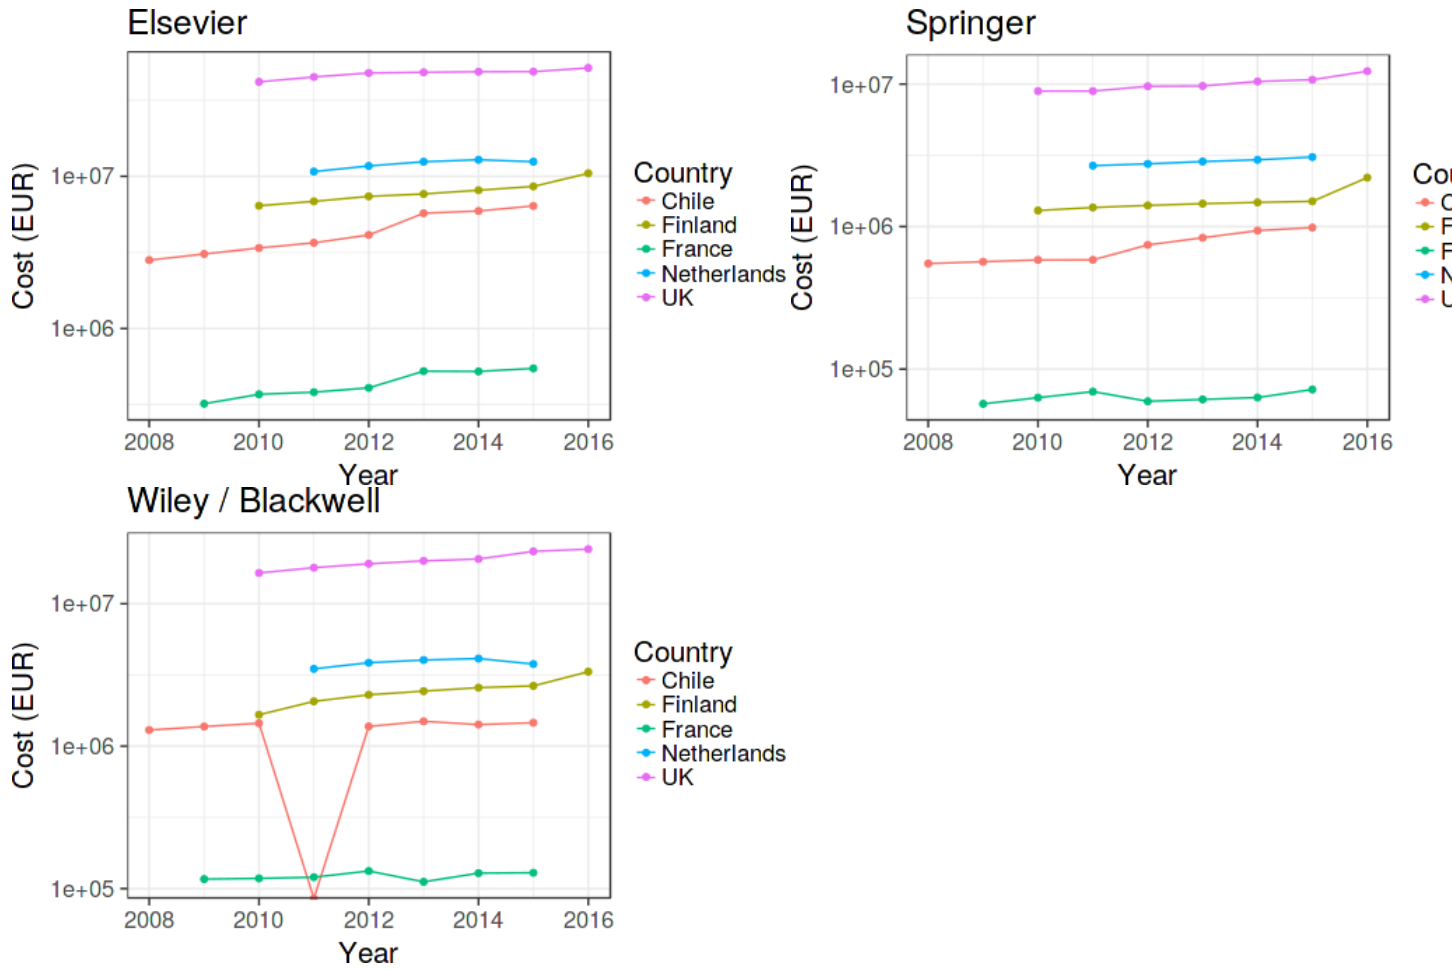 Elsevier
Cost (EUR)
1e+07
1e+06
2008 2010 2012 2014 2016
Year
Country
Chile
Finland
France
Netherlands
UK
Springer
Cost (EUR)
1e+07
1e+06
1e+05
2008 2010 2012 2014 2016
Year
Cou
C
F
F
N
U
Wiley / Blackwell
Cost (EUR)
1e+07
1e+06
1e+05
2008 2010 2012 2014 2016
Year
Country
Chile
Finland
France
Netherlands
UK